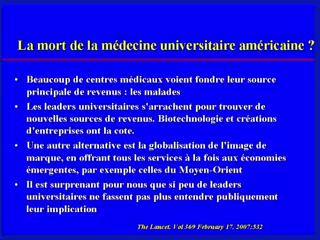 La mort de la médecine universitaire américaine ?
• Beaucoup de centres médicaux voient fondre leur source
principale de revenus : les malades
• Les leaders universitaires s'arrachent pour trouver de
nouvelles sources de revenus. Biotechnologie et créations
d'entreprises ont la cote.
• Une autre alternative est la globalisation de l'image de
marque, en offrant tous les services à la fois aux économies
émergentes, par exemple celles du Moyen-Orient
• Il est surprenant pour nous que si peu de leaders
universitaires ne fassent pas plus entendre publiquement
leur implication
The Lancet, Vol 369 February 17, 2007:532